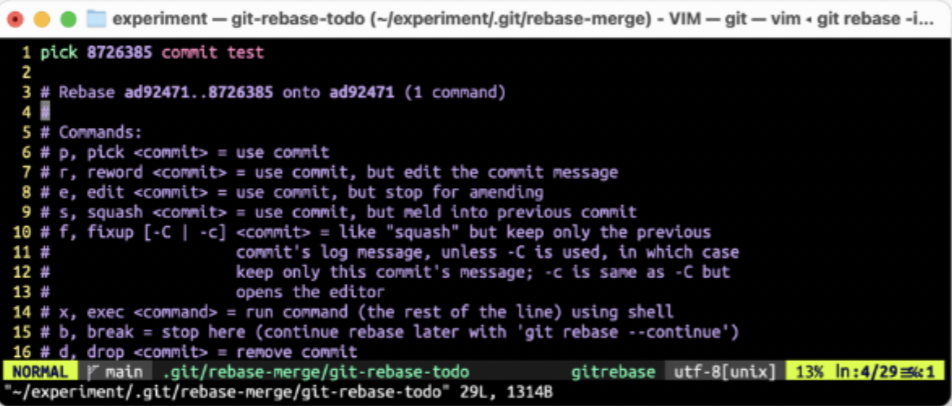 experiment — git-rebase-todo (~/experiment/.git/rebase-merge) - VIM — git — vim ◂ git rebase -i...
1 pick 8726385 commit test
2
3 # Rebase ad92471..8726385 onto ad92471 (1 command)
4 #
5 # Commands:
6 # p, pick <commit> = use commit
7 # r, reword <commit> = use commit, but edit the commit message
8 # e, edit <commit> = use commit, but stop for amending
9 # s, squash <commit> = use commit, but meld into previous commit
10 # f, fixup [-C | -c] <commit> = like "squash" but keep only the previous
11 # commit's log message, unless -C is used, in which case
12 # keep only this commit's message; -c is same as -C but
13 # opens the editor
14 # x, exec <command> = run command (the rest of the line) using shell
15 # b, break = stop here (continue rebase later with 'git rebase --continue')
16 # d, drop <commit> = remove commit
NORMAL main .git/rebase-merge/git-rebase-todo gitrebase utf-8[unix] 13% ln:4/29☰℅:1
"~/experiment/.git/rebase-merge/git-rebase-todo" 29L, 1314B